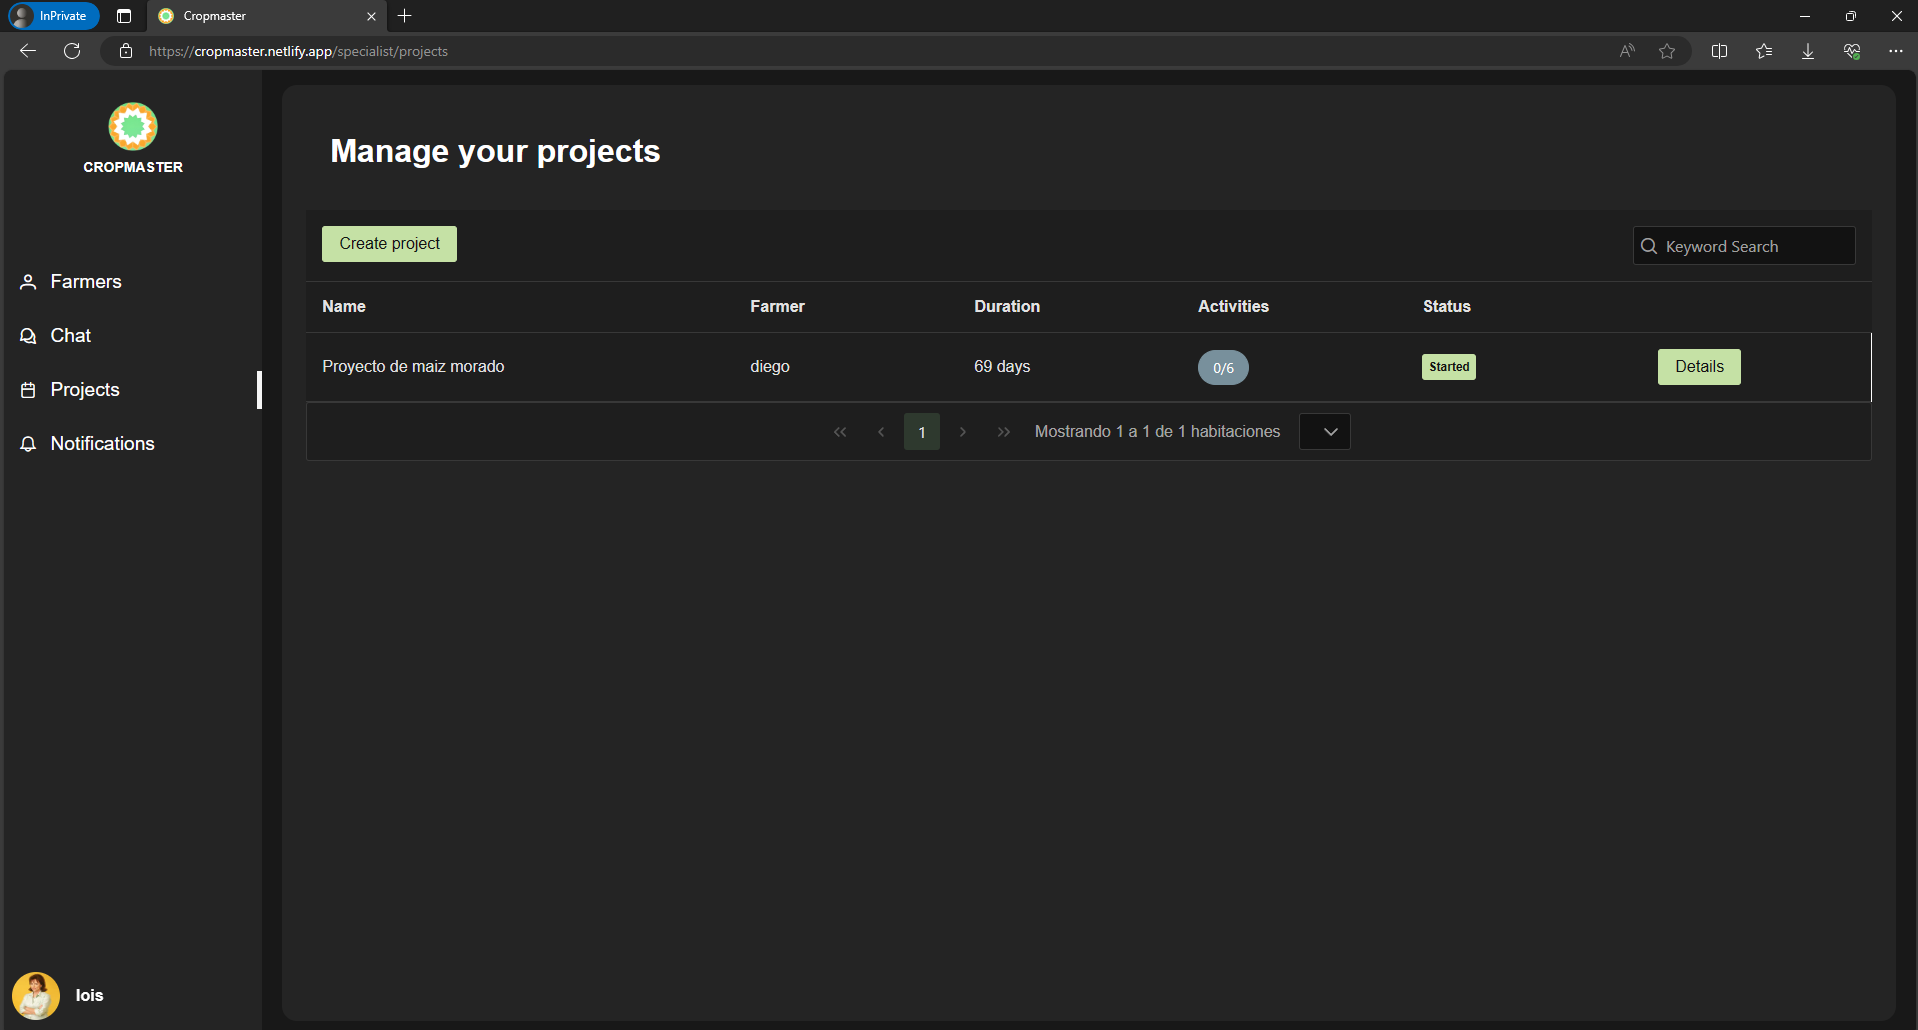 InPrivate
Cropmaster
https://cropmaster.netlify.app/specialist/projects
CROPMASTER
Farmers
Chat
Projects
Notifications
lois
Manage your projects
Create project
Keyword Search
Name Farmer Duration Activities Status
Proyecto de maiz morado diego 69 days 0/6 Started Details
1 Mostrando 1 a 1 de 1 habitaciones